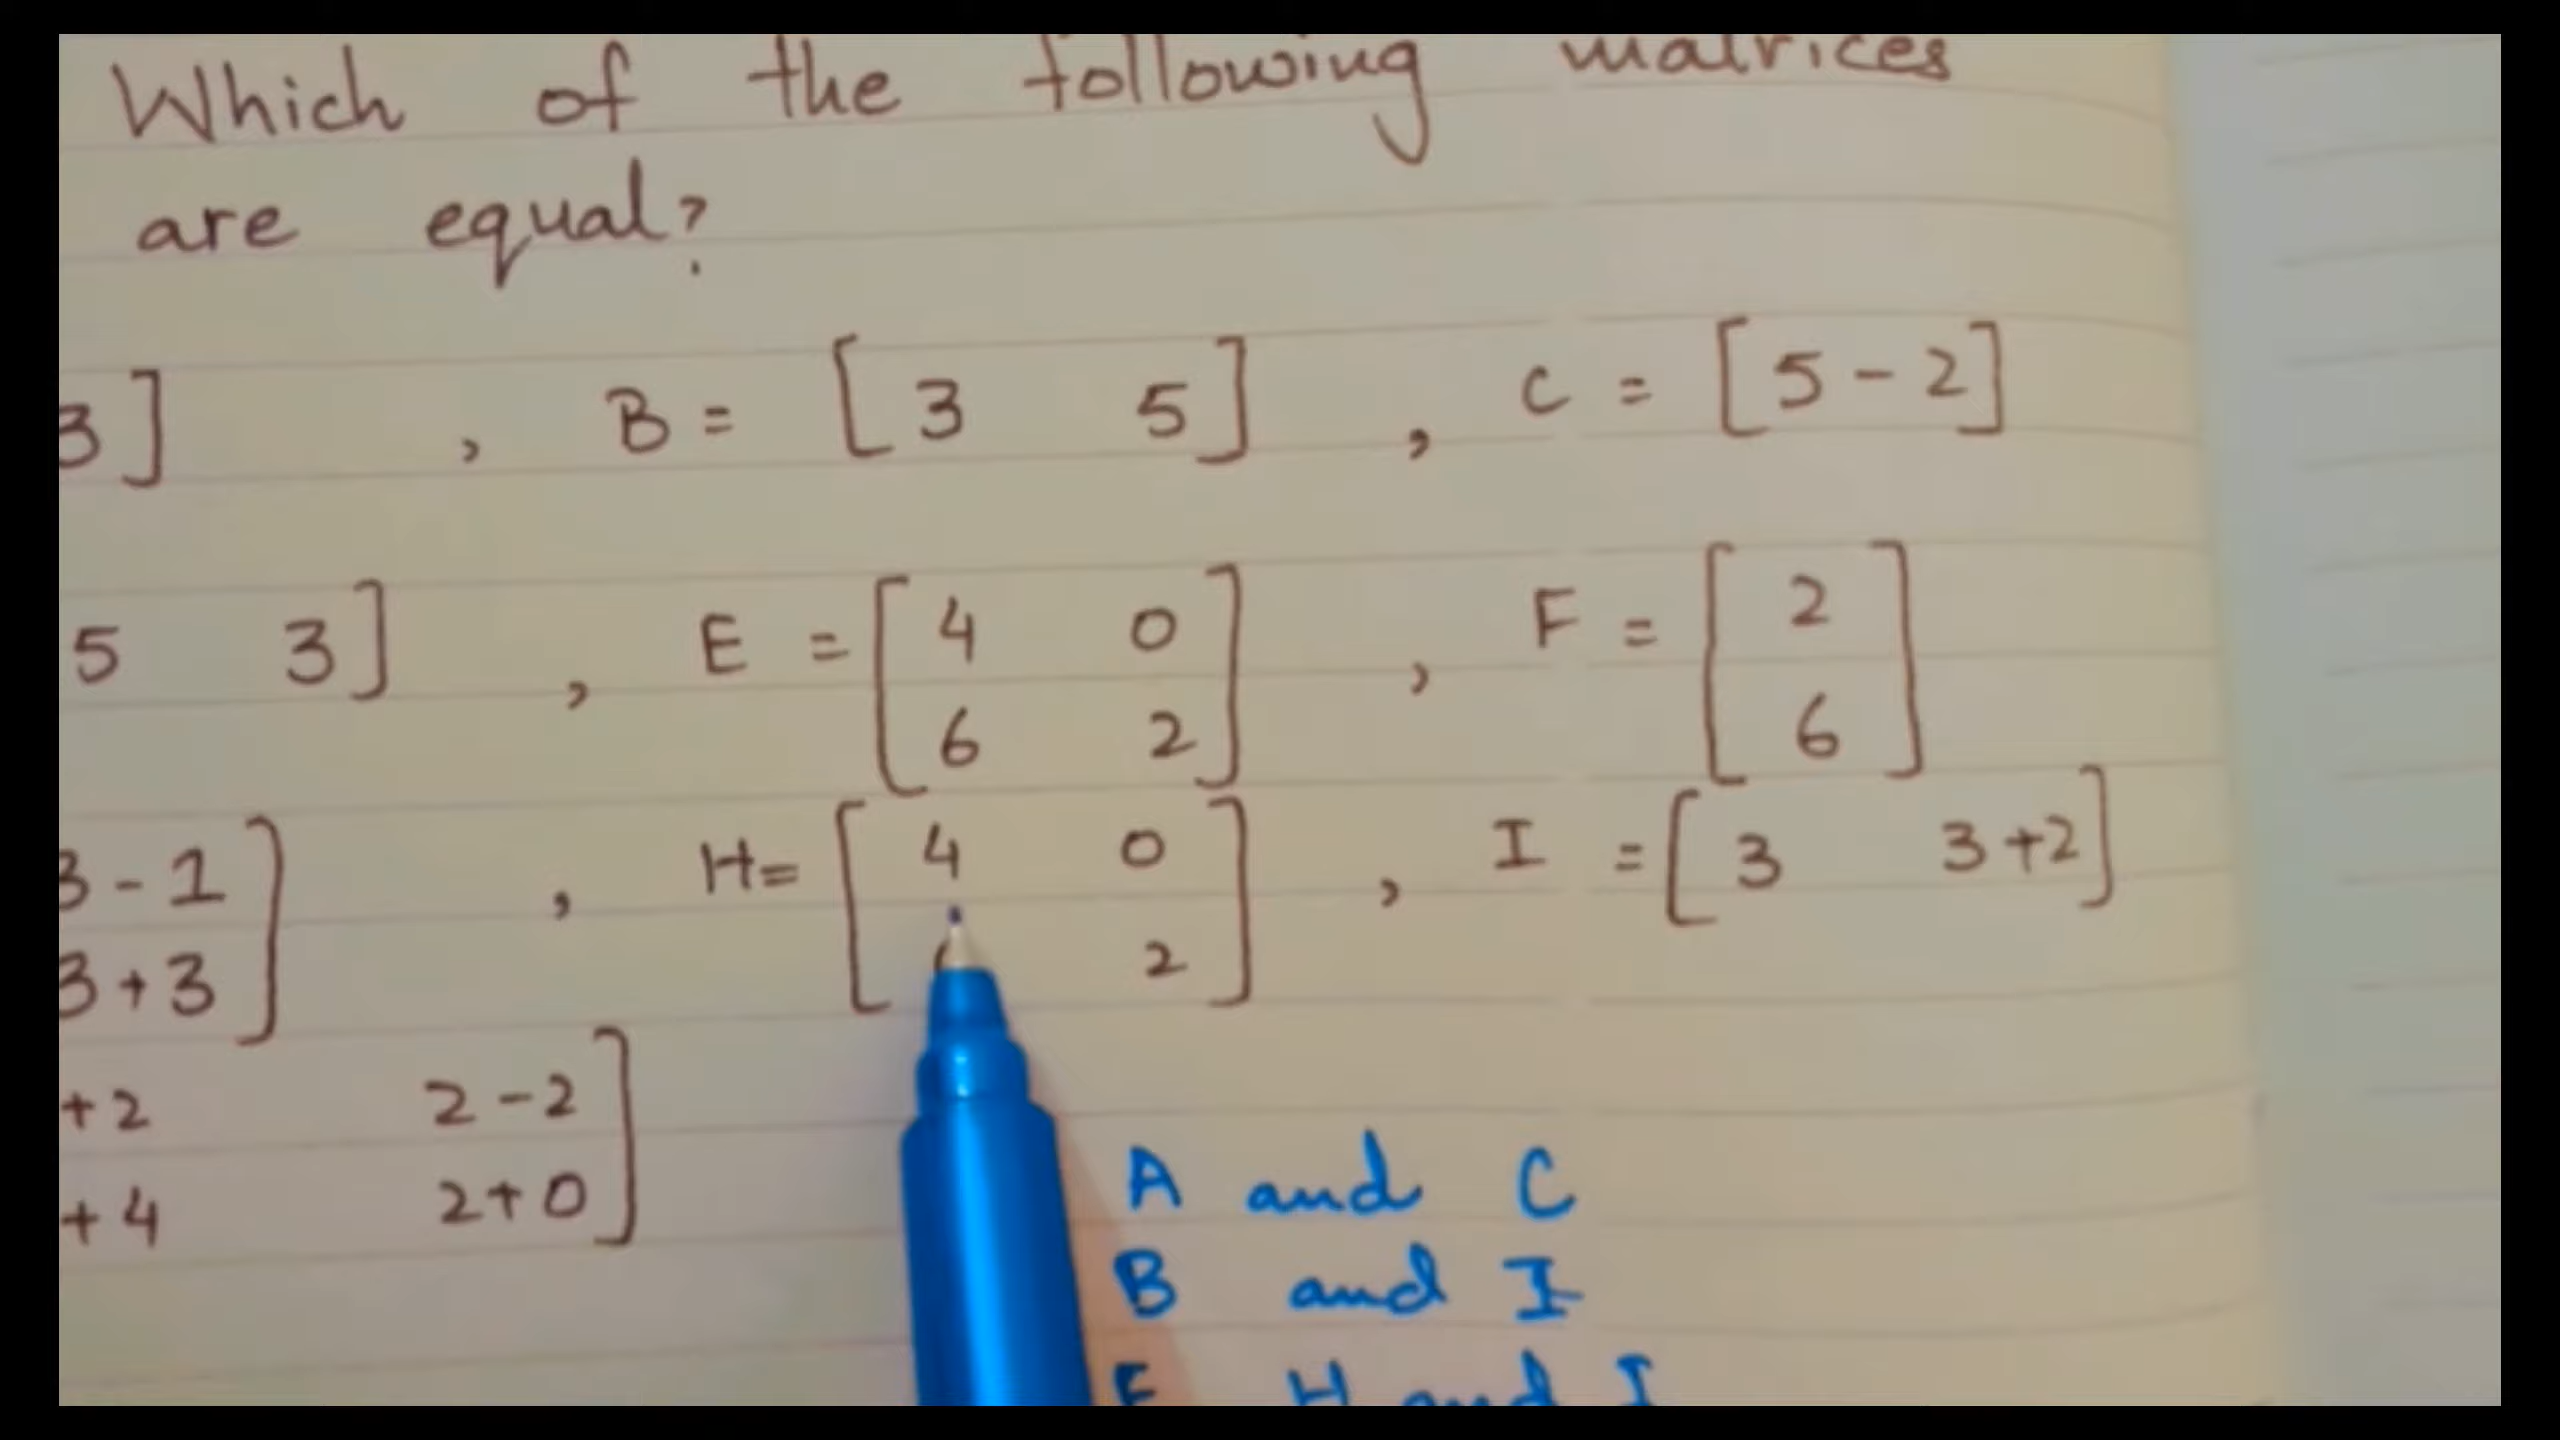 Which of the following matrices
are equal?
3] , B = [3 5] , C = [5 - 2]
5 3] , E = [4 0 , F = [2
6 2] 6]
3 - 1 , H = [4 0 , I = [3 3+2]
3 + 3] 2]
+ 2 2 - 2
+ 4 2 + 0]
A and C
B and I
H and